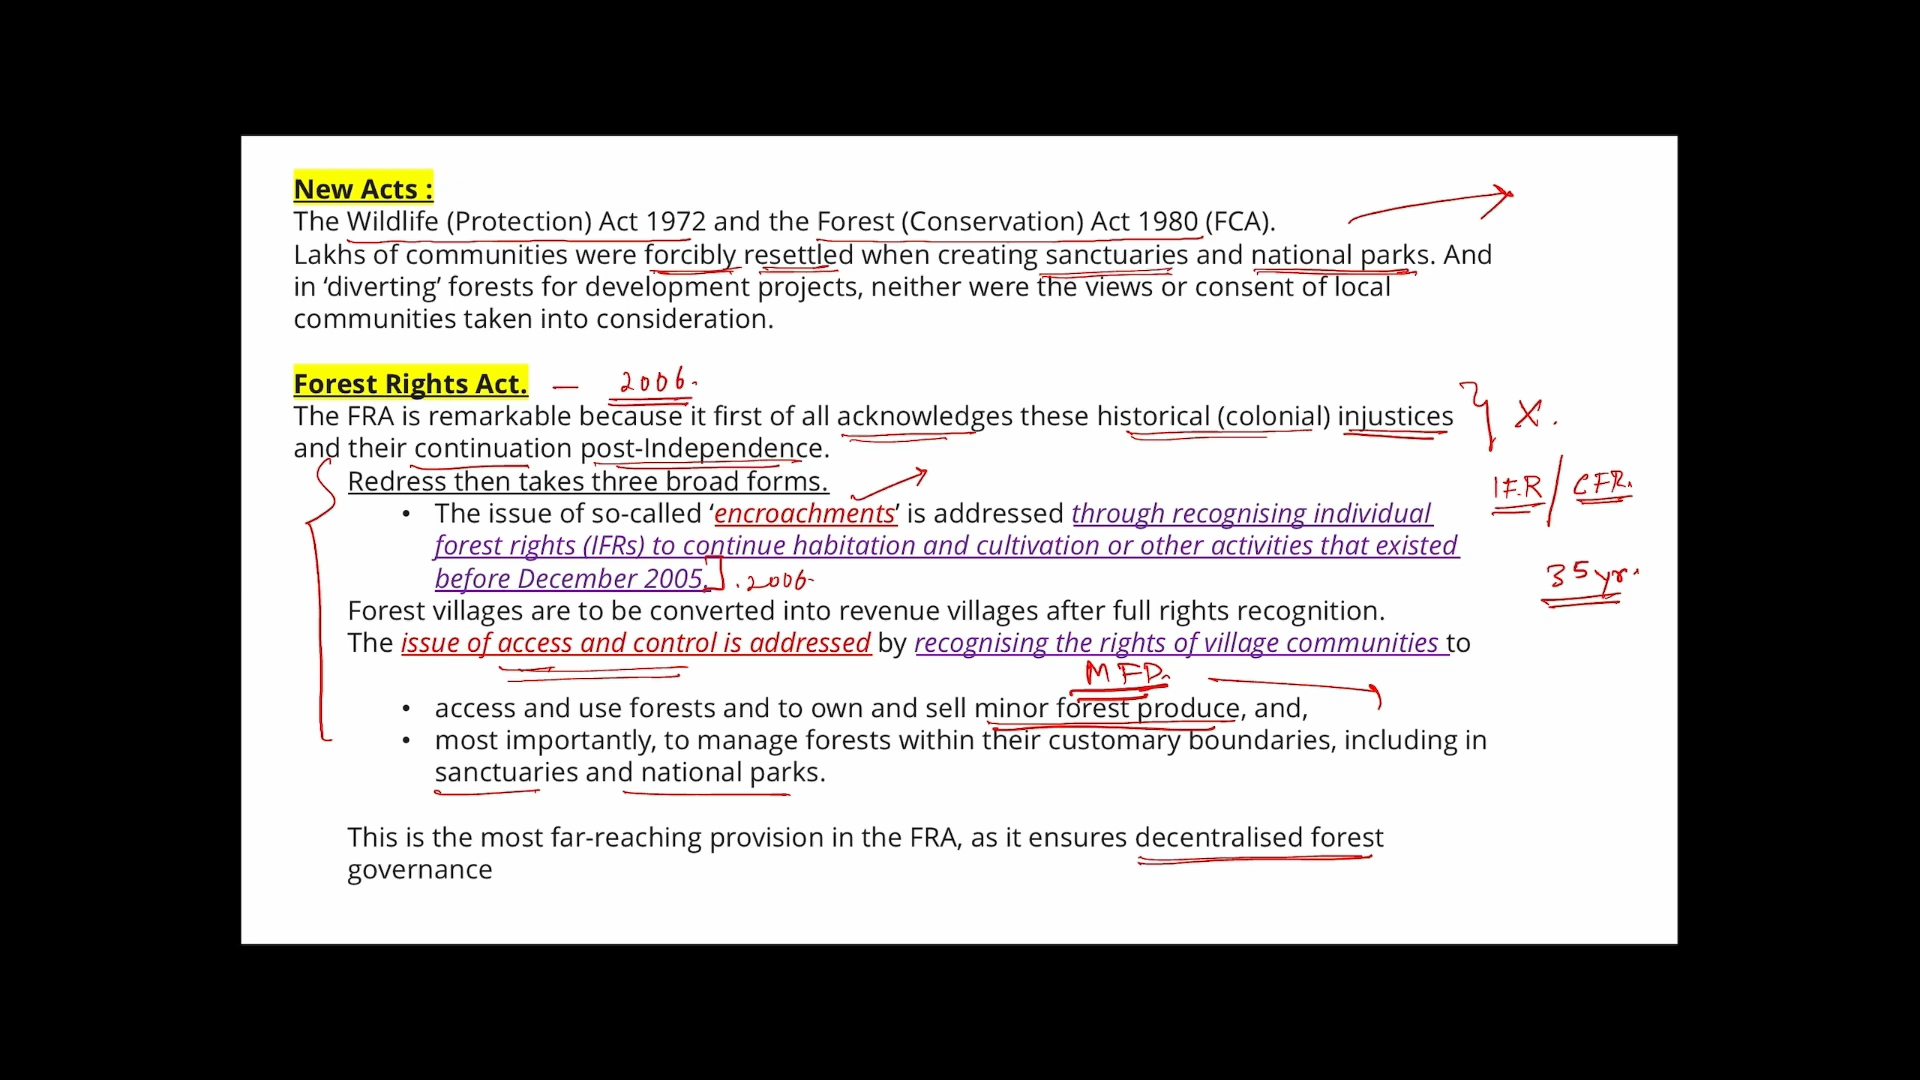 New Acts :
The Wildlife (Protection) Act 1972 and the Forest (Conservation) Act 1980 (FCA).
Lakhs of communities were forcibly resettled when creating sanctuaries and national parks. And
in ‘diverting’ forests for development projects, neither were the views or consent of local
communities taken into consideration.
Forest Rights Act. — 2006.
The FRA is remarkable because it first of all acknowledges these historical (colonial) injustices
X.
and their continuation post-Independence.
Redress then takes three broad forms.
IFR / CFR.
• The issue of so-called ‘encroachments’ is addressed through recognising individual
forest rights (IFRs) to continue habitation and cultivation or other activities that existed
before December 2005. ] . 2006
35 yr.
Forest villages are to be converted into revenue villages after full rights recognition.
The issue of access and control is addressed by recognising the rights of village communities to
MFP.
• access and use forests and to own and sell minor forest produce, and,
• most importantly, to manage forests within their customary boundaries, including in
sanctuaries and national parks.
This is the most far-reaching provision in the FRA, as it ensures decentralised forest
governance